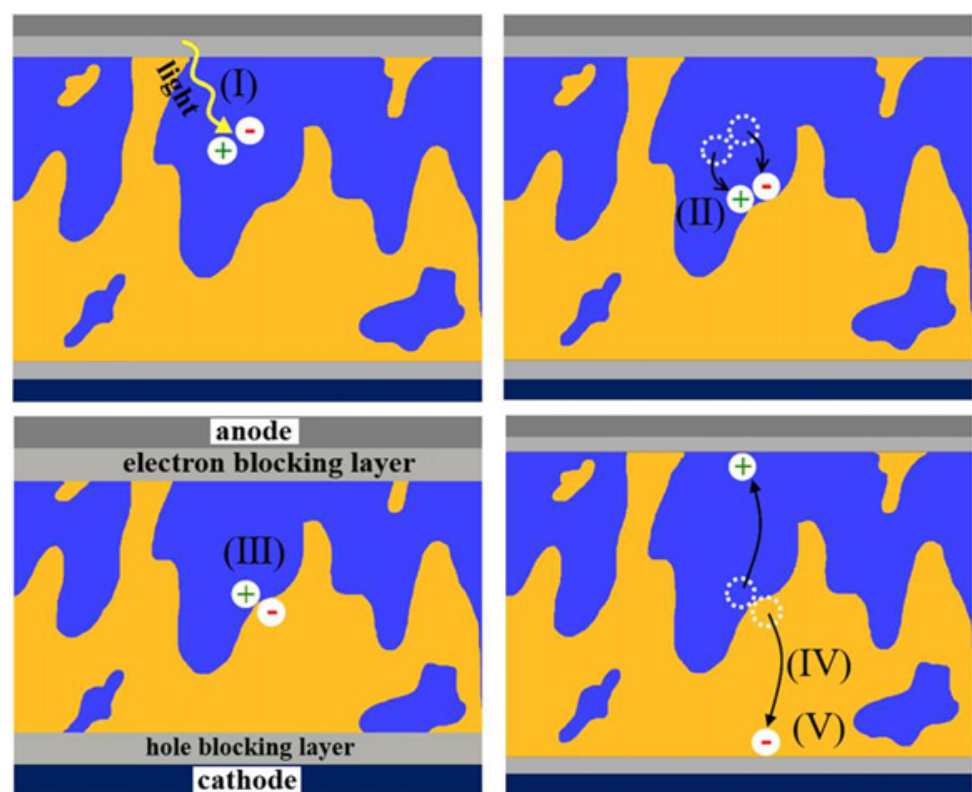 (I)
light
+
-
(II)
+
-
anode
electron blocking layer
(III)
+
-
hole blocking layer
cathode
+
(IV)
(V)
-